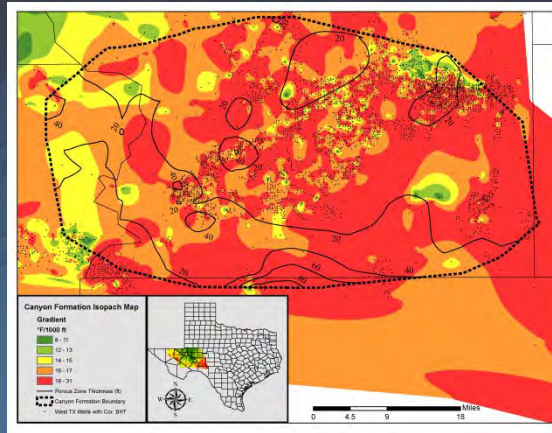 20
20
40
20
20
40
20
40
20
20
60
80
40
Canyon Formation Isopach Map
Gradient
°F/1000 ft
8 - 11
12 - 13
14 - 15
16 - 17
18 - 31
Porous Zone Thickness (ft)
Canyon Formation Boundary
West TX Wells with Cor. BHT
N
W
E
S
Miles
0
4.5
9
18